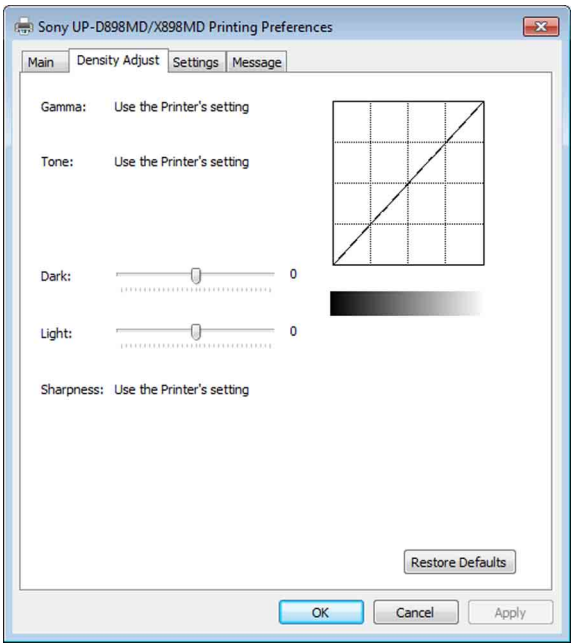 Sony UP-D898MD/X898MD Printing Preferences
Main Density Adjust Settings Message
Gamma: Use the Printer's setting
Tone: Use the Printer's setting
Dark: 0
Light: 0
Sharpness: Use the Printer's setting
Restore Defaults
OK Cancel Apply